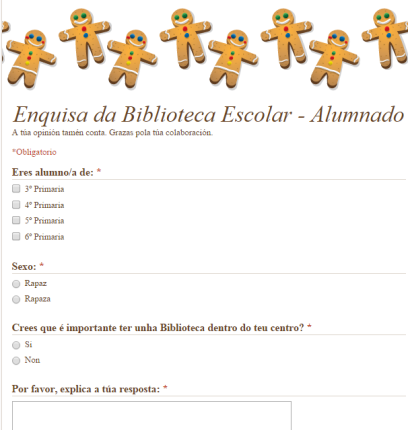 Enquisa da Biblioteca Escolar - Alumnado
A túa opinión tamén conta. Grazas pola túa colaboración.
*Obligatorio
Eres alumno/a de: *
3º Primaria
4º Primaria
5º Primaria
6º Primaria
Sexo: *
Rapaz
Rapaza
Crees que é importante ter unha Biblioteca dentro do teu centro? *
Si
Non
Por favor, explica a túa resposta: *